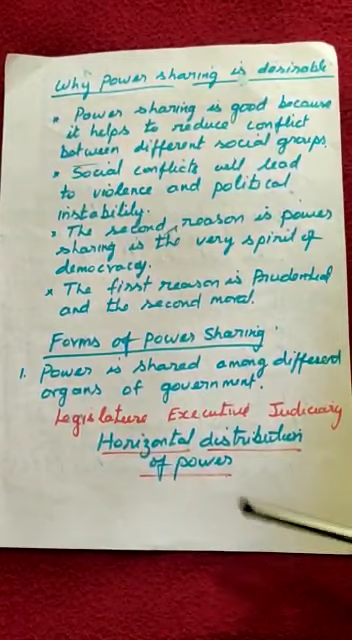 Why Power sharing is desirable
* Power sharing is good because
it helps to reduce conflict
between different social groups.
* Social conflicts will lead
to violence and political
instability.
* The second reason is power
sharing is the very spirit of
democracy.
* The first reason is Prudential
and the second moral.
Forms of Power Sharing
1. Power is shared among different
organs of government.
Legislature Executive Judiciary
Horizontal distribution
of power